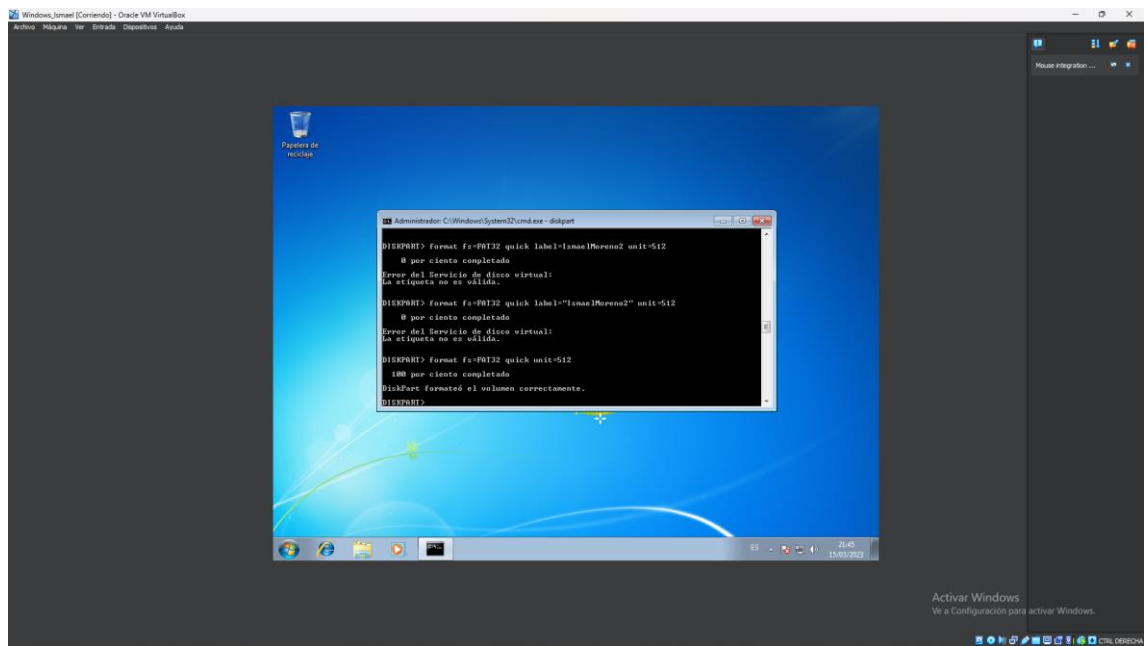 Windows_Ismael [Corriendo] - Oracle VM VirtualBox
Archivo Máquina Ver Entrada Dispositivos Ayuda
Mouse integration ...
Papelera de
reciclaje
Administrador: C:\Windows\System32\cmd.exe - diskpart
DISKPART> format fs=FAT32 quick label=IsmaelMoreno2 unit=512
0 por ciento completado
Error del Servicio de disco virtual:
La etiqueta no es válida.
DISKPART> format fs=FAT32 quick label="IsmaelMoreno2" unit=512
0 por ciento completado
Error del Servicio de disco virtual:
La etiqueta no es válida.
DISKPART> format fs=FAT32 quick unit=512
100 por ciento completado
DiskPart formateó el volumen correctamente.
DISKPART>
ES
21:45
15/03/2023
Activar Windows
Ve a Configuración para activar Windows.
CTRL DERECHA